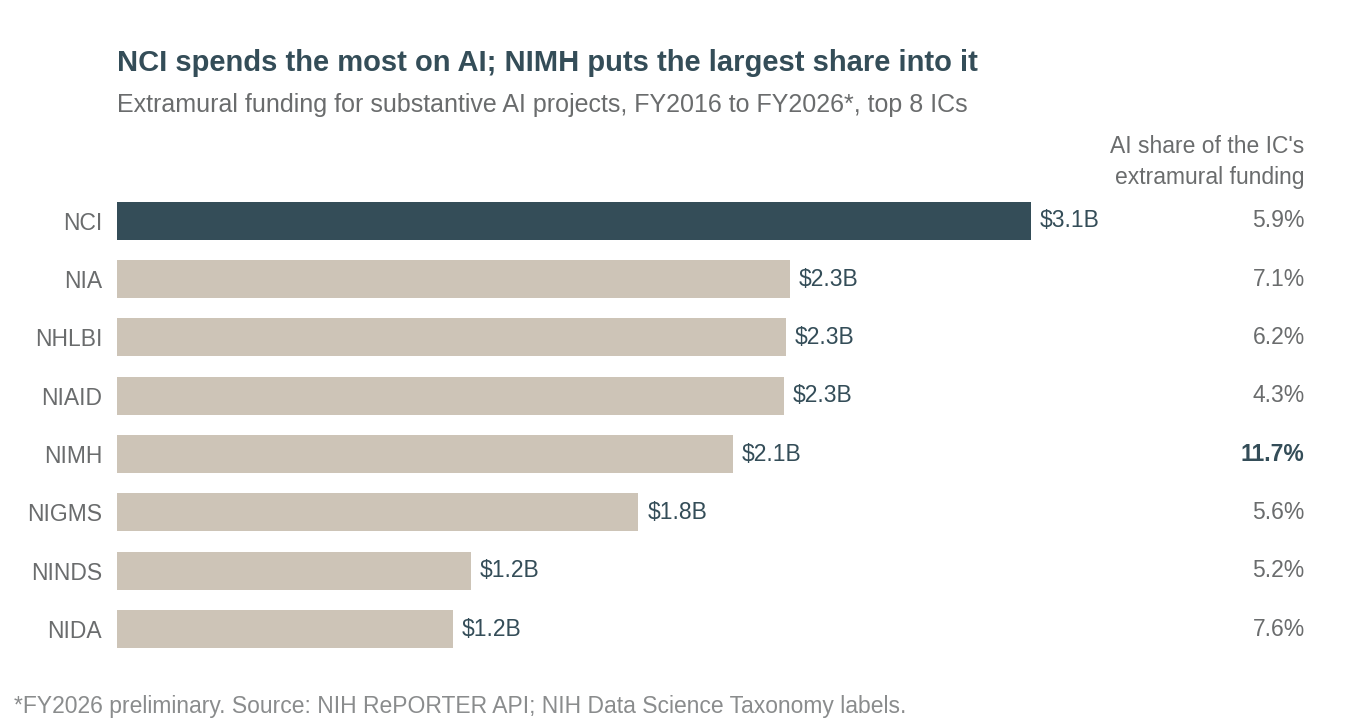 NCI spends the most on AI; NIMH puts the largest share into it
Extramural funding for substantive AI projects, FY2016 to FY2026*, top 8 ICs
AI share of the IC's
extramural funding
NCI $3.1B 5.9%
NIA $2.3B 7.1%
NHLBI $2.3B 6.2%
NIAID $2.3B 4.3%
NIMH $2.1B 11.7%
NIGMS $1.8B 5.6%
NINDS $1.2B 5.2%
NIDA $1.2B 7.6%
*FY2026 preliminary. Source: NIH RePORTER API; NIH Data Science Taxonomy labels.